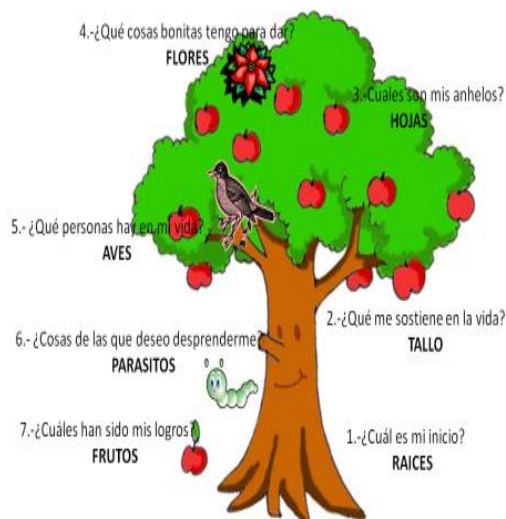 4.-¿Qué cosas bonitas tengo para dar?
FLORES
3.-Cuales son mis anhelos?
HOJAS
5.- ¿Qué personas hay en mi vida?
AVES
2.-¿Qué me sostiene en la vida?
TALLO
6.- ¿Cosas de las que deseo desprenderme?
PARASITOS
7.-¿Cuáles han sido mis logros?
FRUTOS
1.-¿Cuál es mi inicio?
RAICES